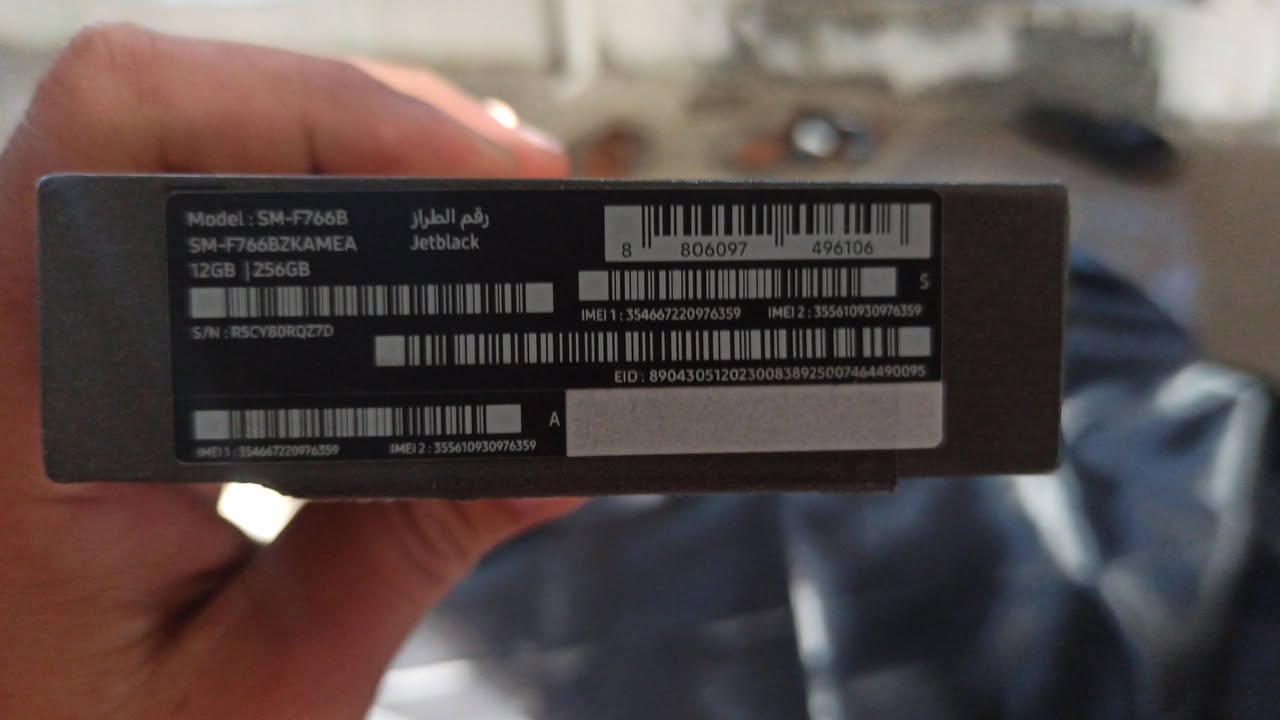 Model : SM-F766B رقم الطراز
SM-F766BZKAMEA Jetblack
12GB | 256GB
8 806097 496106
S
IMEI 1 : 354667220976359 IMEI 2 : 355610930976359
S/N : R5CY80RQZ7D
EID : 89043051202300838925007464490095
A
IMEI 1 : 354667220976359 IMEI 2 : 355610930976359